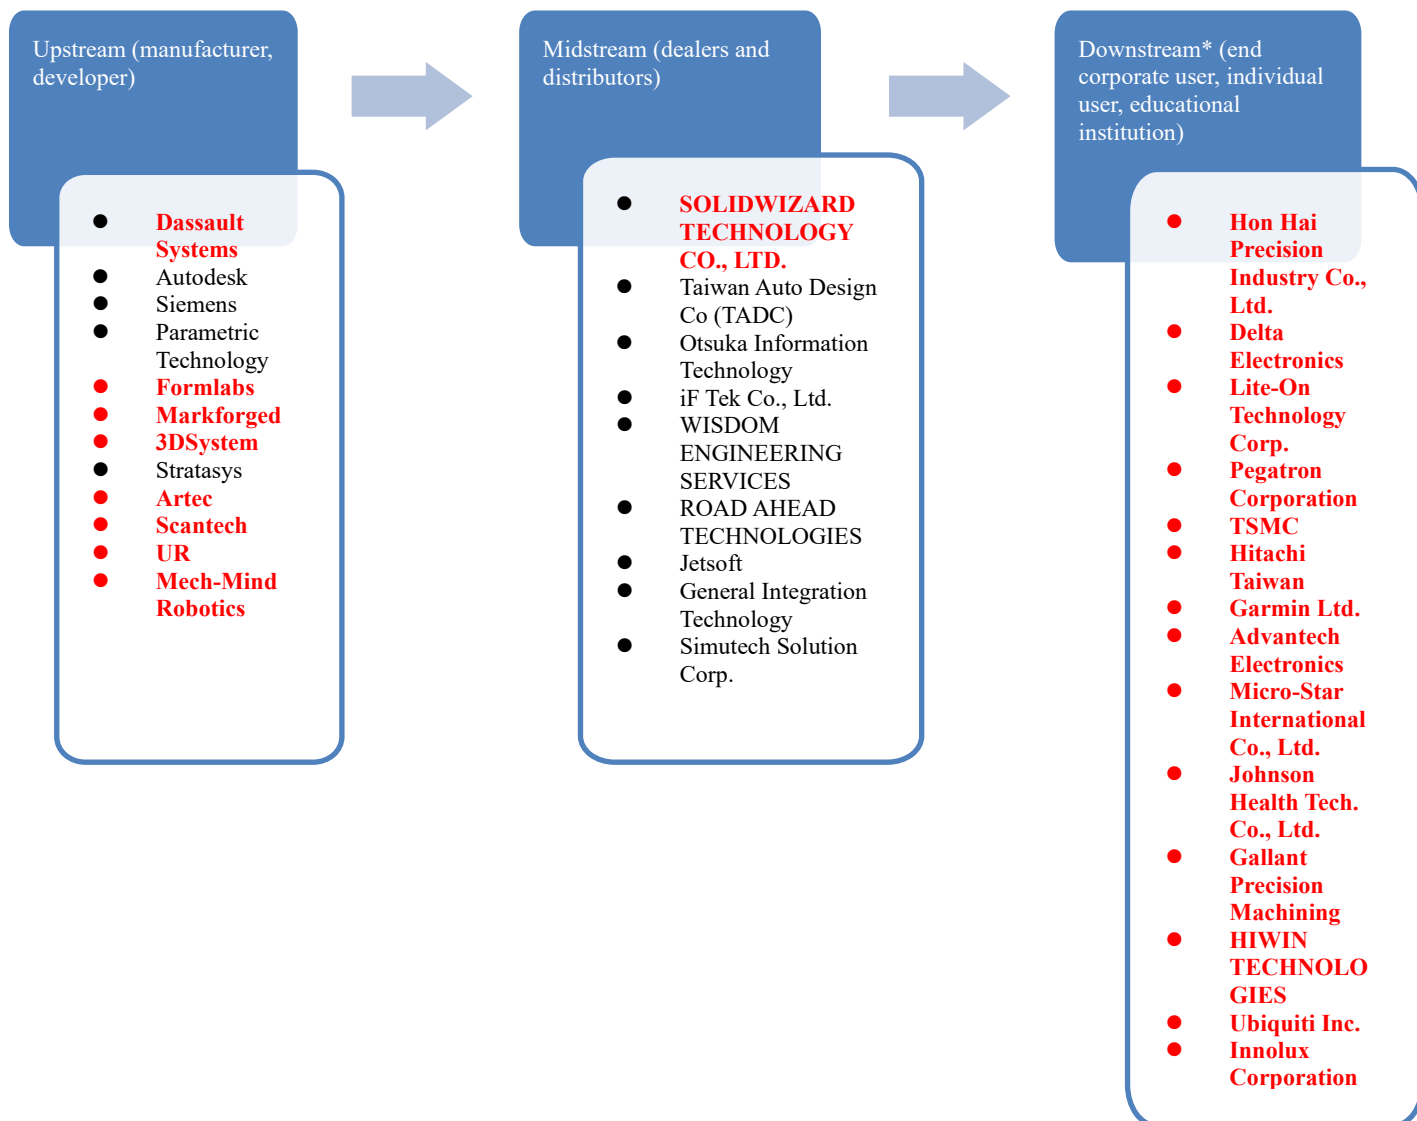 Upstream (manufacturer,
developer)
Midstream (dealers and
distributors)
Downstream* (end
corporate user, individual
user, educational
institution)
● Dassault
Systems
● Autodesk
● Siemens
● Parametric
Technology
● Formlabs
● Markforged
● 3DSystem
● Stratasys
● Artec
● Scantech
● UR
● Mech-Mind
Robotics
● SOLIDWIZARD
TECHNOLOGY
CO., LTD.
● Taiwan Auto Design
Co (TADC)
● Otsuka Information
Technology
● iF Tek Co., Ltd.
● WISDOM
ENGINEERING
SERVICES
● ROAD AHEAD
TECHNOLOGIES
● Jetsoft
● General Integration
Technology
● Simutech Solution
Corp.
● Hon Hai
Precision
Industry Co.,
Ltd.
● Delta
Electronics
● Lite-On
Technology
Corp.
● Pegatron
Corporation
● TSMC
● Hitachi
Taiwan
● Garmin Ltd.
● Advantech
Electronics
● Micro-Star
International
Co., Ltd.
● Johnson
Health Tech.
Co., Ltd.
● Gallant
Precision
Machining
● HIWIN
TECHNOLO
GIES
● Ubiquiti Inc.
● Innolux
Corporation